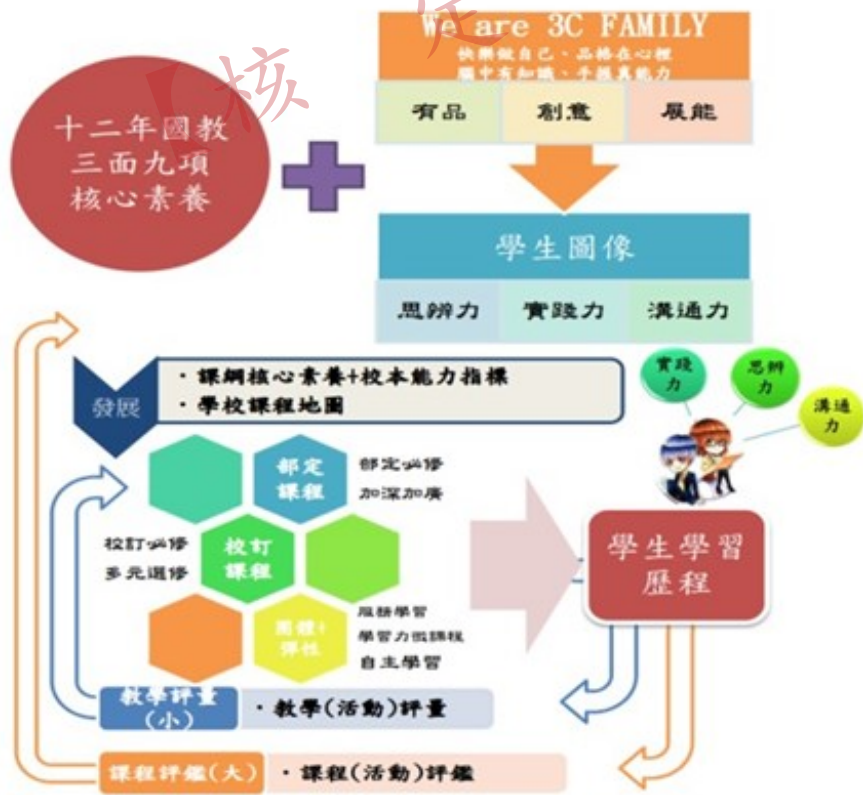 We are 3C FAMILY
快樂做自己、品格在心裡
腦中有知識、手握真能力
有品
創意
展能
十二年國教
三面九項
核心素養
學生圖像
思辨力
實踐力
溝通力
發展
・課綱核心素養+校本能力指標
・學校課程地圖
實踐
力
思辨
力
溝通
力
部定
課程
部定必修
加深加廣
校訂必修
多元選修
校訂
課程
團體+
彈性
服務學習
學習力微課程
自主學習
學生學習
歷程
教學評量
(小)
・教學(活動)評量
課程評鑑(大)
・課程(活動)評鑑
【核定